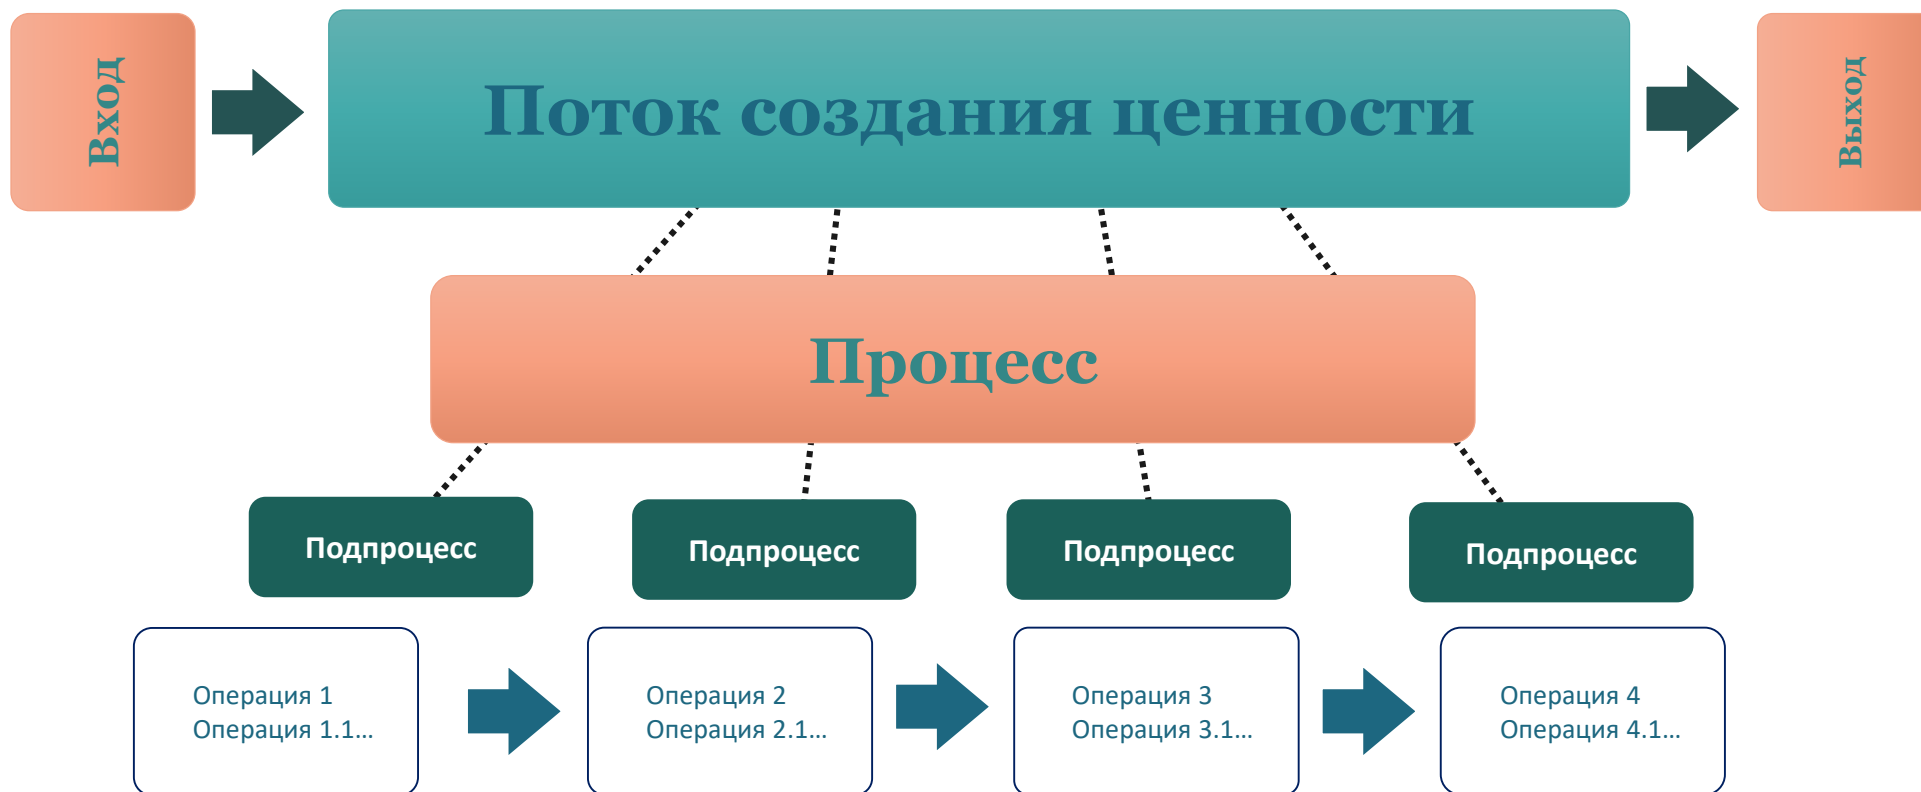 Вход
Поток создания ценности
Выход
Процесс
Подпроцесс
Подпроцесс
Подпроцесс
Подпроцесс
Операция 1
Операция 1.1...
Операция 2
Операция 2.1...
Операция 3
Операция 3.1...
Операция 4
Операция 4.1...